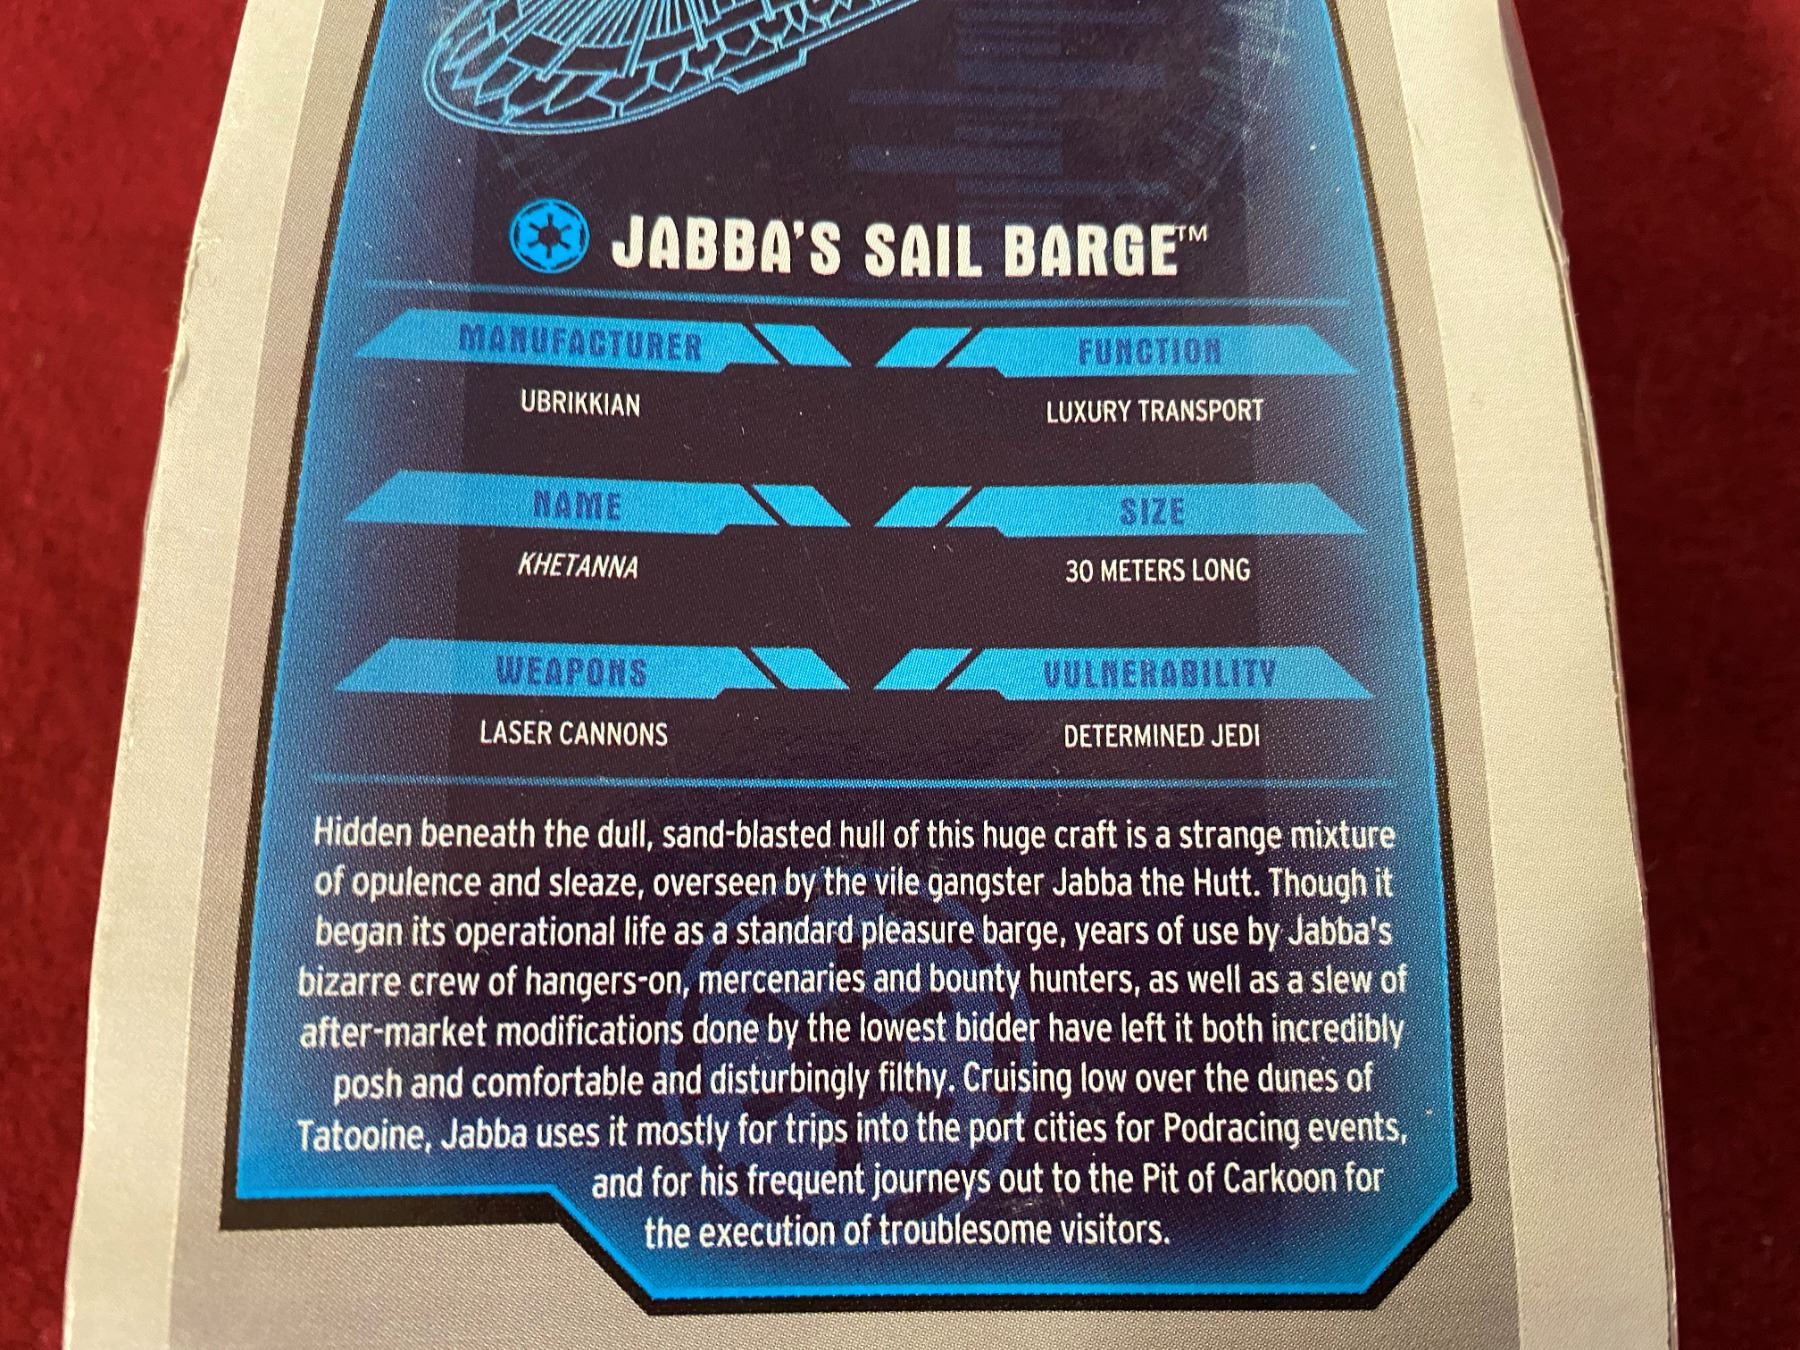 JABBA'S SAIL BARGE™
MANUFACTURER
UBRIKKIAN
FUNCTION
LUXURY TRANSPORT
NAME
KHETANNA
SIZE
30 METERS LONG
WEAPONS
LASER CANNONS
VULNERABILITY
DETERMINED JEDI
Hidden beneath the dull, sand-blasted hull of this huge craft is a strange mixture
of opulence and sleaze, overseen by the vile gangster Jabba the Hutt. Though it
began its operational life as a standard pleasure barge, years of use by Jabba's
bizarre crew of hangers-on, mercenaries and bounty hunters, as well as a slew of
after-market modifications done by the lowest bidder have left it both incredibly
posh and comfortable and disturbingly filthy. Cruising low over the dunes of
Tatooine, Jabba uses it mostly for trips into the port cities for Podracing events,
and for his frequent journeys out to the Pit of Carkoon for
the execution of troublesome visitors.